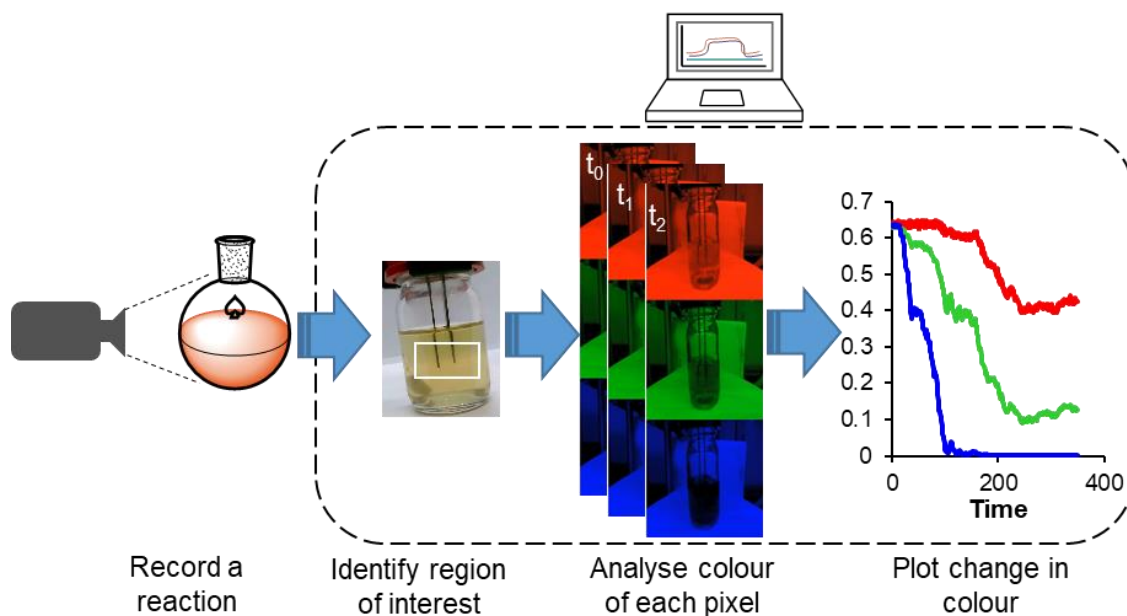 t₀
t₁
t₂
0.7
0.6
0.5
0.4
0.3
0.2
0.1
0
0 200 400
Time
Record a
reaction
Identify region
of interest
Analyse colour
of each pixel
Plot change in
colour